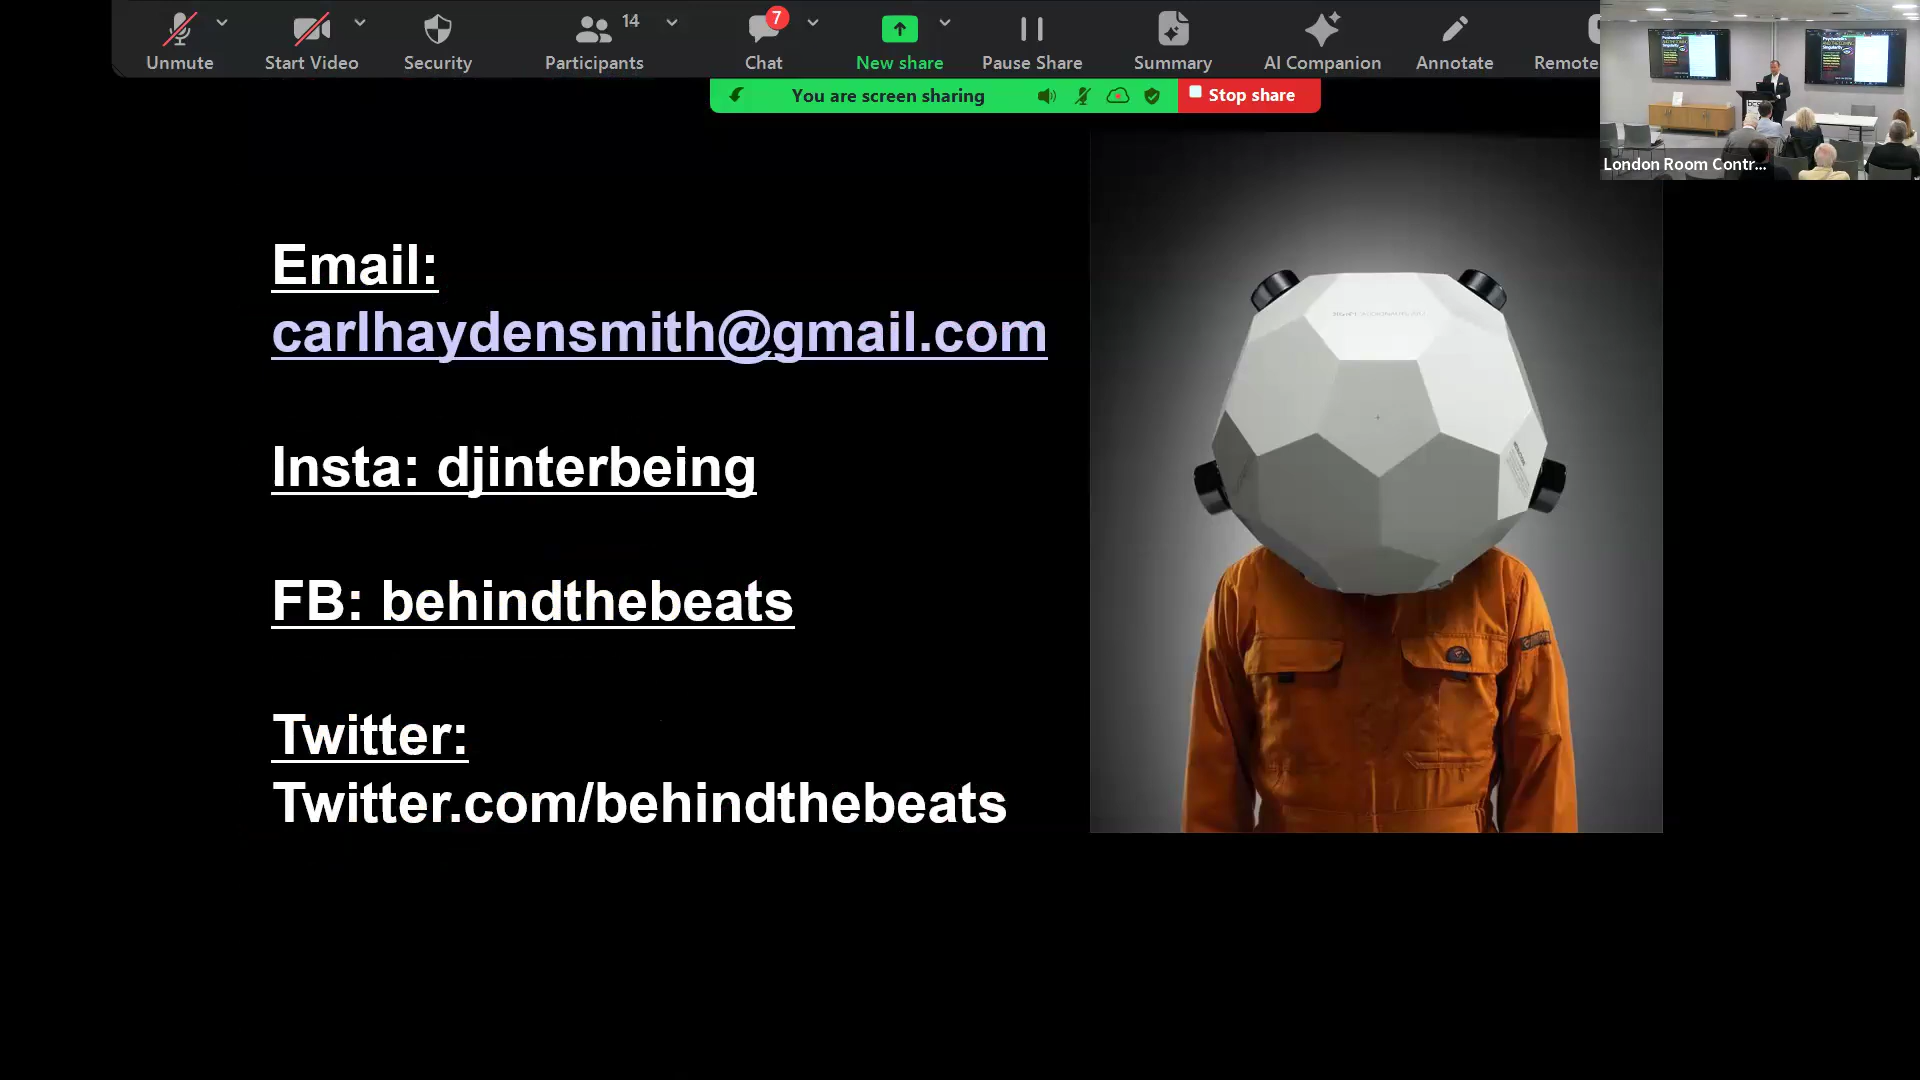 Unmute
Start Video
Security
Participants
14
Chat
7
New share
Pause Share
Summary
AI Companion
Annotate
Remote
You are screen sharing
Stop share
London Room Contr...
Email:
carlhaydensmith@gmail.com
Insta: djinterbeing
FB: behindthebeats
Twitter:
Twitter.com/behindthebeats